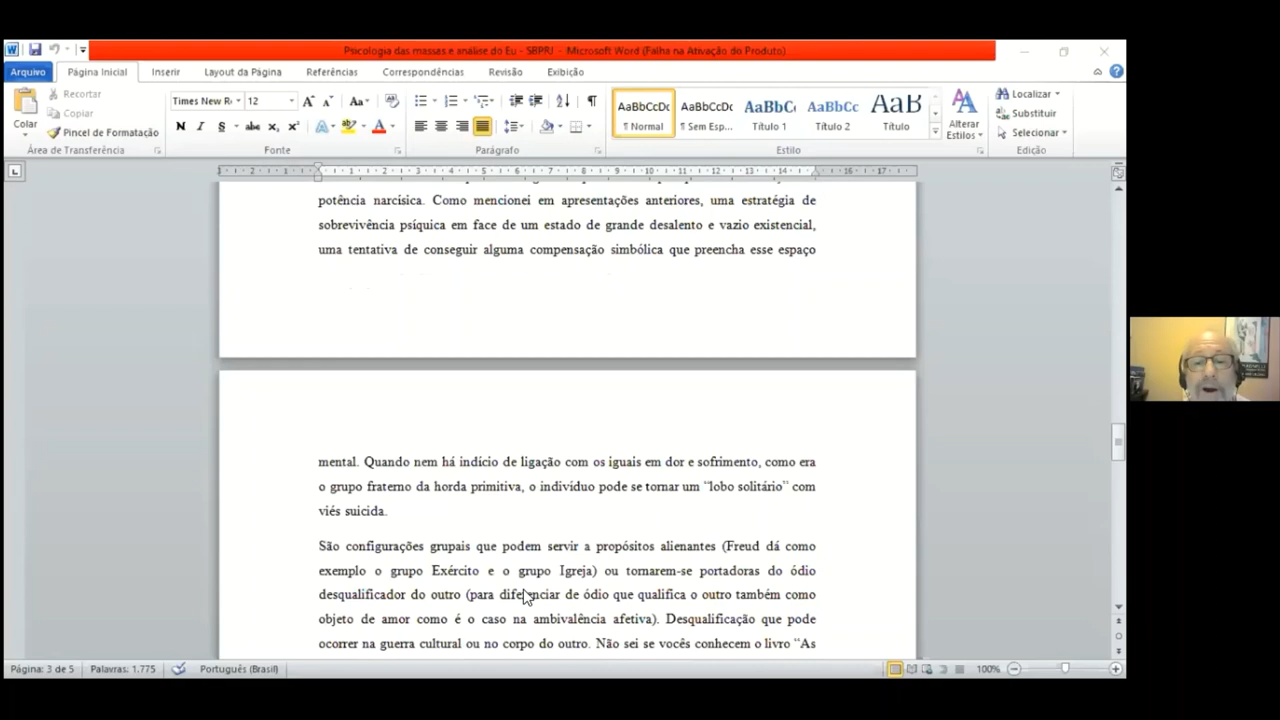 Psicologia das massas e análise do Eu - SBPRJ - Microsoft Word (Falha na Ativação do Produto)
Arquivo Página Inicial Inserir Layout da Página Referências Correspondências Revisão Exibição
Colar
Recortar
Copiar
Pincel de Formatação
Área de Transferência
Times New R 12
Fonte
Parágrafo
AaBbCcDc AaBbCcDc AaBbC AaBbCc AaB
¶ Normal ¶ Sem Esp... Título 1 Título 2 Título
Alterar
Estilos
Estilo
Localizar
Substituir
Selecionar
Edição
potência narcísica. Como mencionei em apresentações anteriores, uma estratégia de
sobrevivência psíquica em face de um estado de grande desalento e vazio existencial,
uma tentativa de conseguir alguma compensação simbólica que preencha esse espaço
mental. Quando nem há indício de ligação com os iguais em dor e sofrimento, como era
o grupo fraterno da horda primitiva, o indivíduo pode se tornar um “lobo solitário” com
viés suicida.
São configurações grupais que podem servir a propósitos alienantes (Freud dá como
exemplo o grupo Exército e o grupo Igreja) ou tornarem-se portadoras do ódio
desqualificador do outro (para diferenciar de ódio que qualifica o outro também como
objeto de amor como é o caso na ambivalência afetiva). Desqualificação que pode
ocorrer na guerra cultural ou no corpo do outro. Não sei se vocês conhecem o livro “As
Página: 3 de 5 Palavras: 1.775 Português (Brasil) 100%